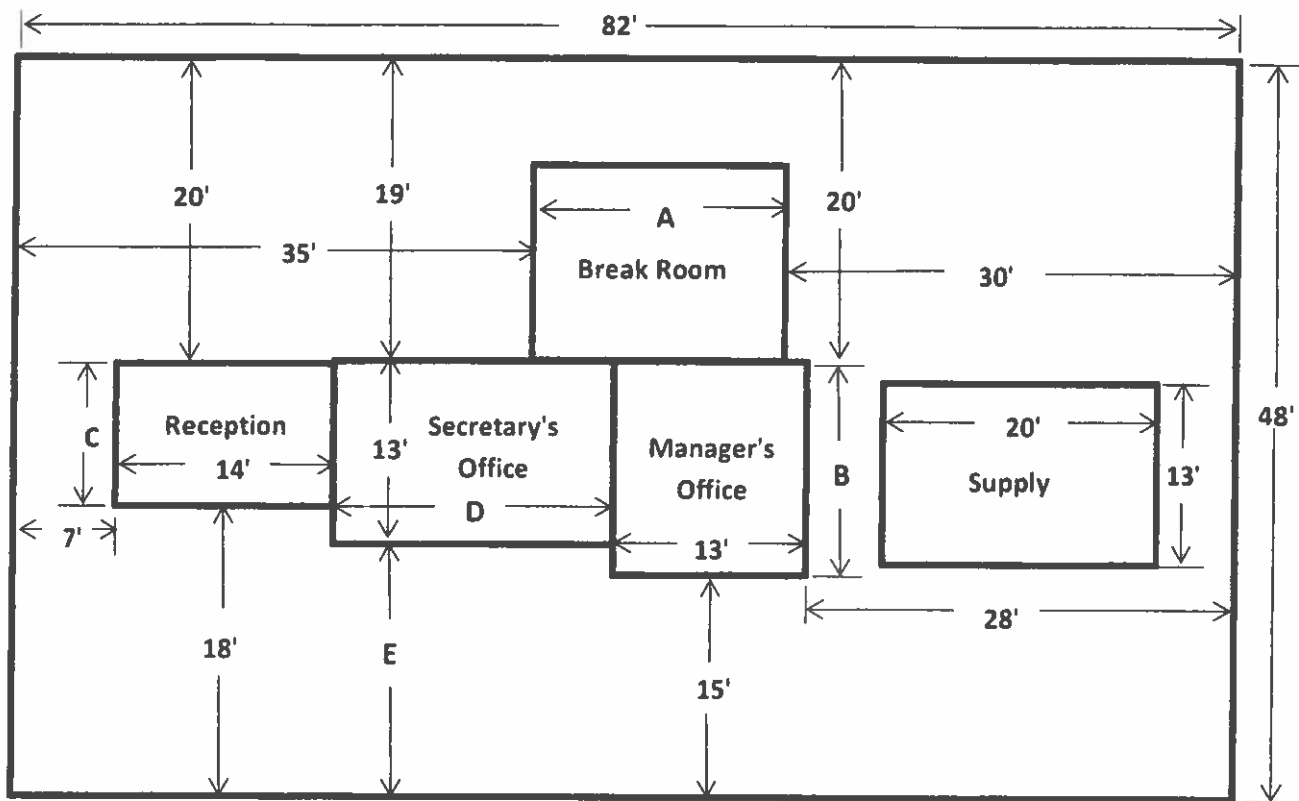 82'
20'
19'
A
20'
35'
Break Room
30'
C
Reception
14'
Secretary's
Office
13'
D
Manager's
Office
13'
B
20'
Supply
13'
48'
7'
28'
18'
E
15'